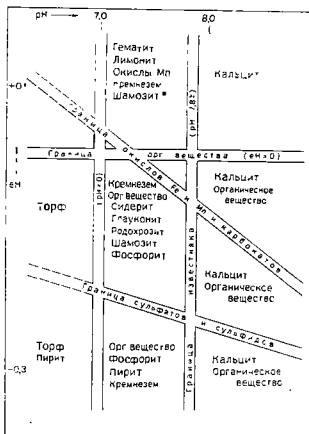 pH 7,0 8,0
Гематит
Лимонит
Окислы Mn
Кремнезем
Шамозит
Кальцит
(pH=7,8)
+0
Граница орг вещества (eH=0)
eH
(pH=0)
Граница окислов Fe и Mn и карбонатов
Торф
Кремнезем
Орг вещество
Сидерит
Глауконит
Родохрозит
Шамозит
Фосфорит
Кальцит
Органическое
вещество
Кальцит
Органическое
вещество
Граница известняка
Граница сульфатов и сульфидов
-0,3
Торф
Пирит
Орг вещество
Фосфорит
Пирит
Кремнезем
Кальцит
Органическое
вещество